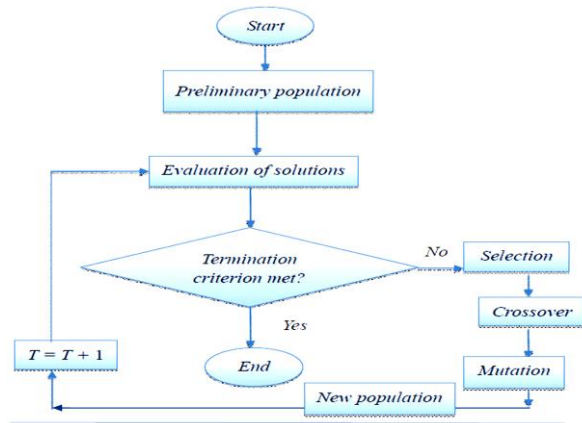 Start
Preliminary population
Evaluation of solutions
Termination
criterion met?
No
Selection
Crossover
Mutation
New population
T = T + 1
Yes
End